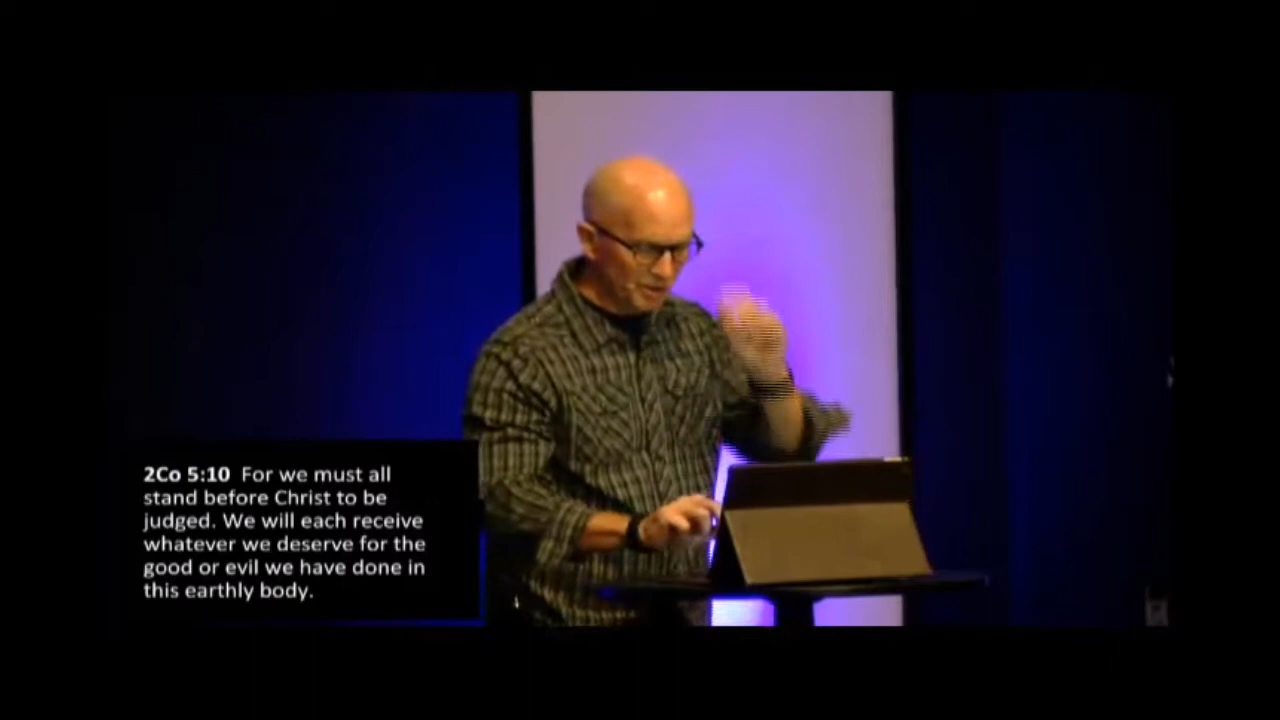 2Co 5:10 For we must all
stand before Christ to be
judged. We will each receive
whatever we deserve for the
good or evil we have done in
this earthly body.